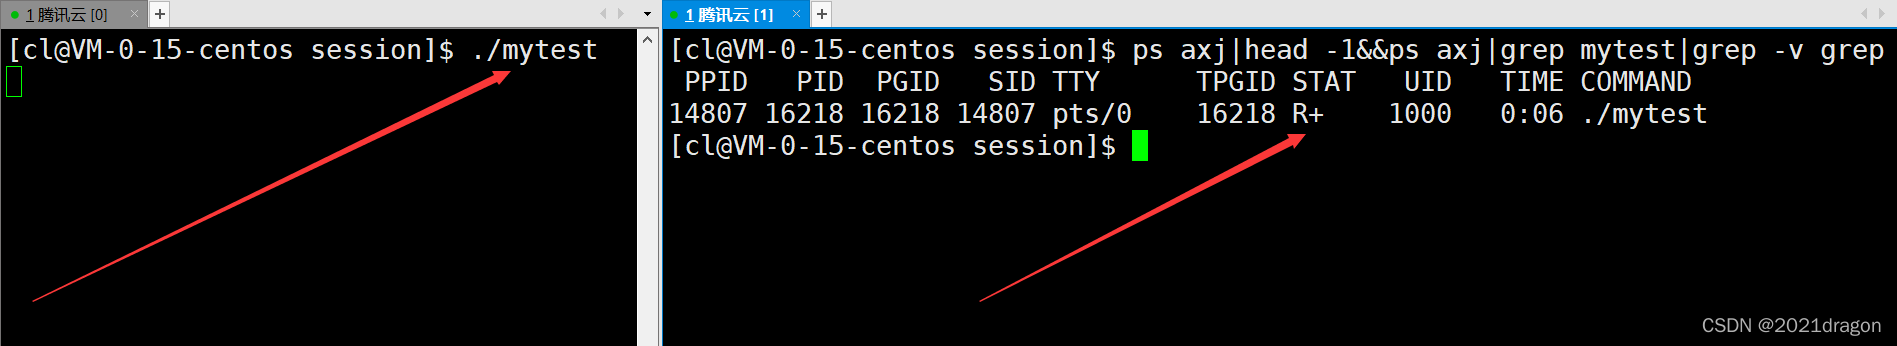 1 腾讯云 [0]
[cl@VM-0-15-centos session]$ ./mytest
1 腾讯云 [1]
[cl@VM-0-15-centos session]$ ps axj|head -1&&ps axj|grep mytest|grep -v grep
PPID PID PGID SID TTY TPGID STAT UID TIME COMMAND
14807 16218 16218 14807 pts/0 16218 R+ 1000 0:06 ./mytest
[cl@VM-0-15-centos session]$
CSDN @2021dragon